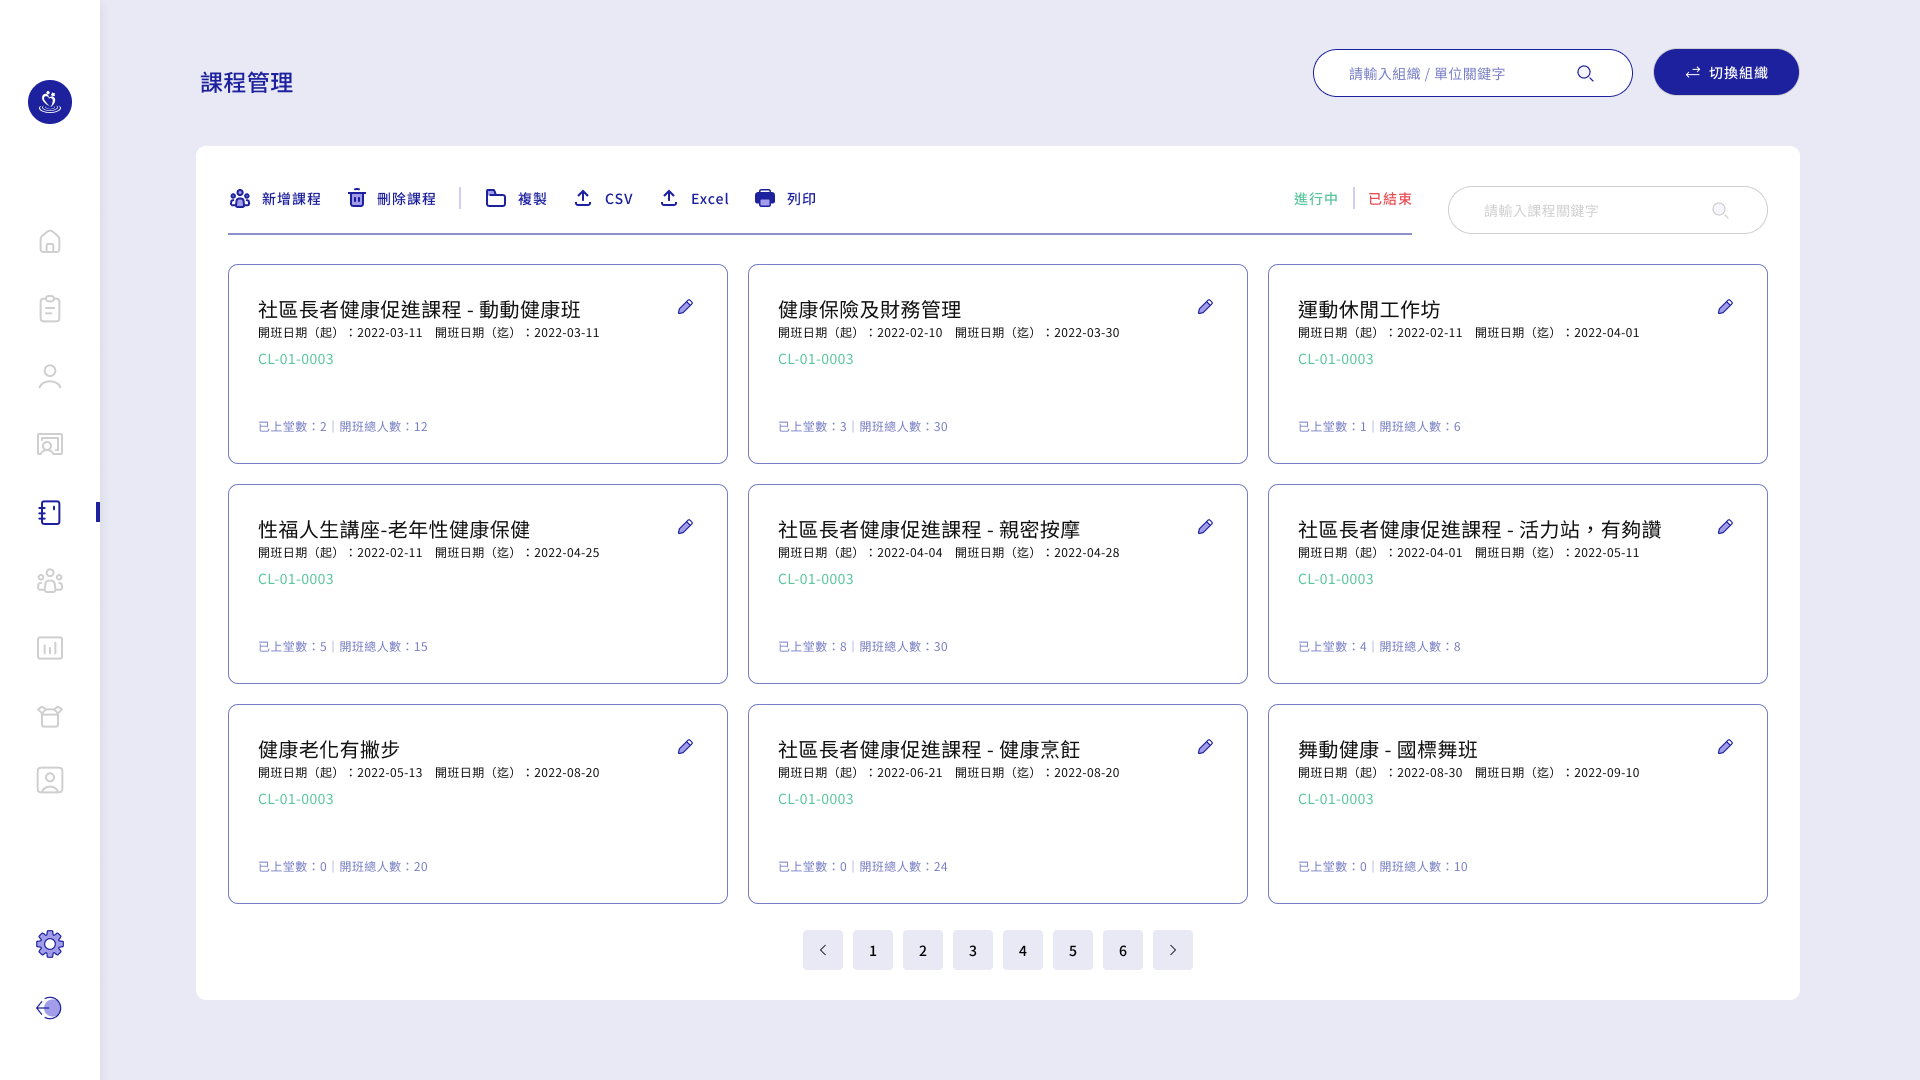 課程管理
請輸入組織 / 單位關鍵字
切換組織
新增課程
刪除課程
複製
CSV
Excel
列印
進行中
已結束
請輸入課程關鍵字
社區長者健康促進課程 - 動動健康班
開班日期（起）：2022-03-11 開班日期（迄）：2022-03-11
CL-01-0003
已上堂數：2｜開班總人數：12
健康保險及財務管理
開班日期（起）：2022-02-10 開班日期（迄）：2022-03-30
CL-01-0003
已上堂數：3｜開班總人數：30
運動休閒工作坊
開班日期（起）：2022-02-11 開班日期（迄）：2022-04-01
CL-01-0003
已上堂數：1｜開班總人數：6
性福人生講座-老年性健康保健
開班日期（起）：2022-02-11 開班日期（迄）：2022-04-25
CL-01-0003
已上堂數：5｜開班總人數：15
社區長者健康促進課程 - 親密按摩
開班日期（起）：2022-04-04 開班日期（迄）：2022-04-28
CL-01-0003
已上堂數：8｜開班總人數：30
社區長者健康促進課程 - 活力站，有夠讚
開班日期（起）：2022-04-01 開班日期（迄）：2022-05-11
CL-01-0003
已上堂數：4｜開班總人數：8
健康老化有撇步
開班日期（起）：2022-05-13 開班日期（迄）：2022-08-20
CL-01-0003
已上堂數：0｜開班總人數：20
社區長者健康促進課程 - 健康烹飪
開班日期（起）：2022-06-21 開班日期（迄）：2022-08-20
CL-01-0003
已上堂數：0｜開班總人數：24
舞動健康 - 國標舞班
開班日期（起）：2022-08-30 開班日期（迄）：2022-09-10
CL-01-0003
已上堂數：0｜開班總人數：10
1 2 3 4 5 6